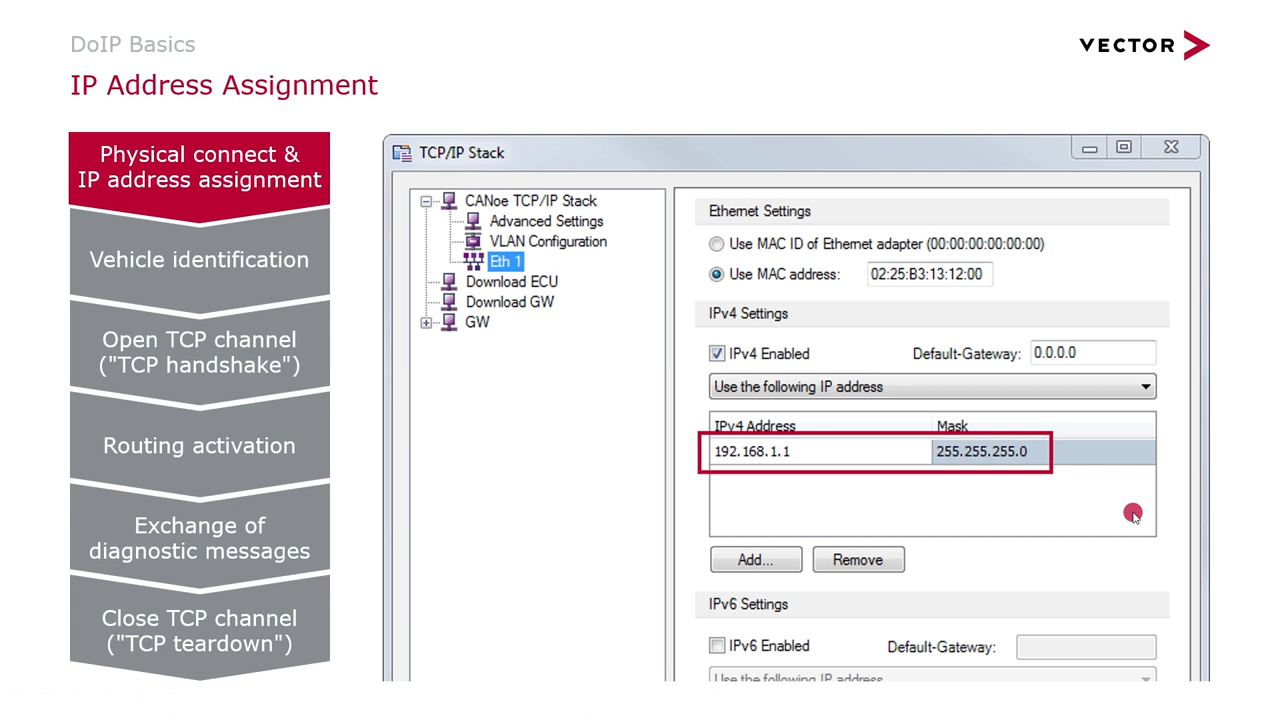 DoIP Basics
IP Address Assignment
VECTOR
Physical connect &
IP address assignment
Vehicle identification
Open TCP channel
("TCP handshake")
Routing activation
Exchange of
diagnostic messages
Close TCP channel
("TCP teardown")
TCP/IP Stack
CANoe TCP/IP Stack
Advanced Settings
VLAN Configuration
Eth 1
Download ECU
Download GW
GW
Ethernet Settings
Use MAC ID of Ethernet adapter (00:00:00:00:00:00)
Use MAC address: 02:25:B3:13:12:00
IPv4 Settings
IPv4 Enabled Default-Gateway: 0.0.0.0
Use the following IP address
IPv4 Address Mask
192.168.1.1 255.255.255.0
Add... Remove
IPv6 Settings
IPv6 Enabled Default-Gateway:
Use the following IP address